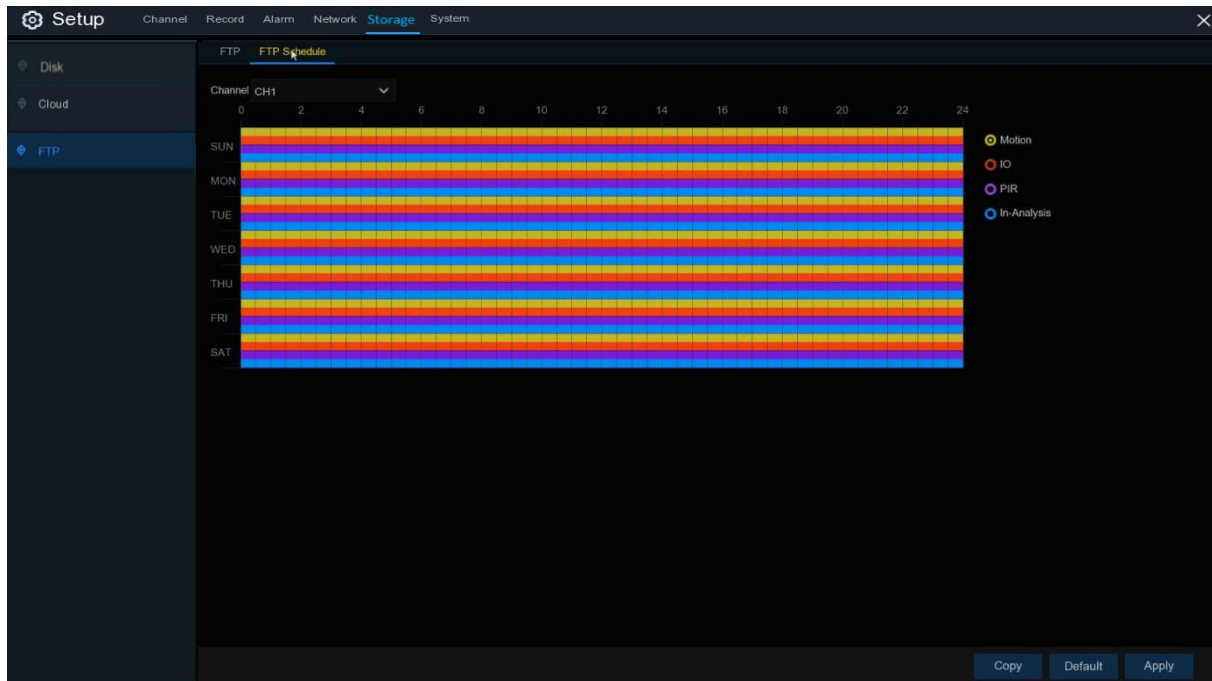 Setup Channel Record Alarm Network Storage System
Disk
Cloud
FTP
FTP FTP Schedule
Channel CH1
0 2 4 6 8 10 12 14 16 18 20 22 24
SUN
MON
TUE
WED
THU
FRI
SAT
Motion
IO
PIR
In-Analysis
Copy Default Apply